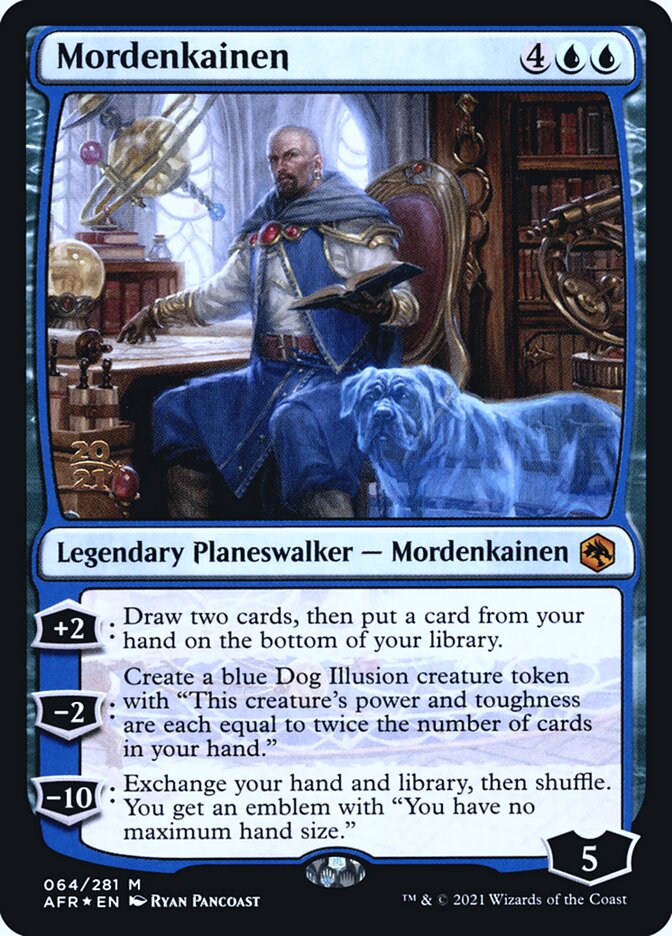 Mordenkainen 4
20
21
Legendary Planeswalker — Mordenkainen
+2: Draw two cards, then put a card from your
hand on the bottom of your library.
Create a blue Dog Illusion creature token
−2: with “This creature’s power and toughness
are each equal to twice the number of cards
in your hand.”
−10: Exchange your hand and library, then shuffle.
You get an emblem with “You have no
maximum hand size.”
5
064/281 M
AFR★EN Ryan Pancoast ™ & © 2021 Wizards of the Coast